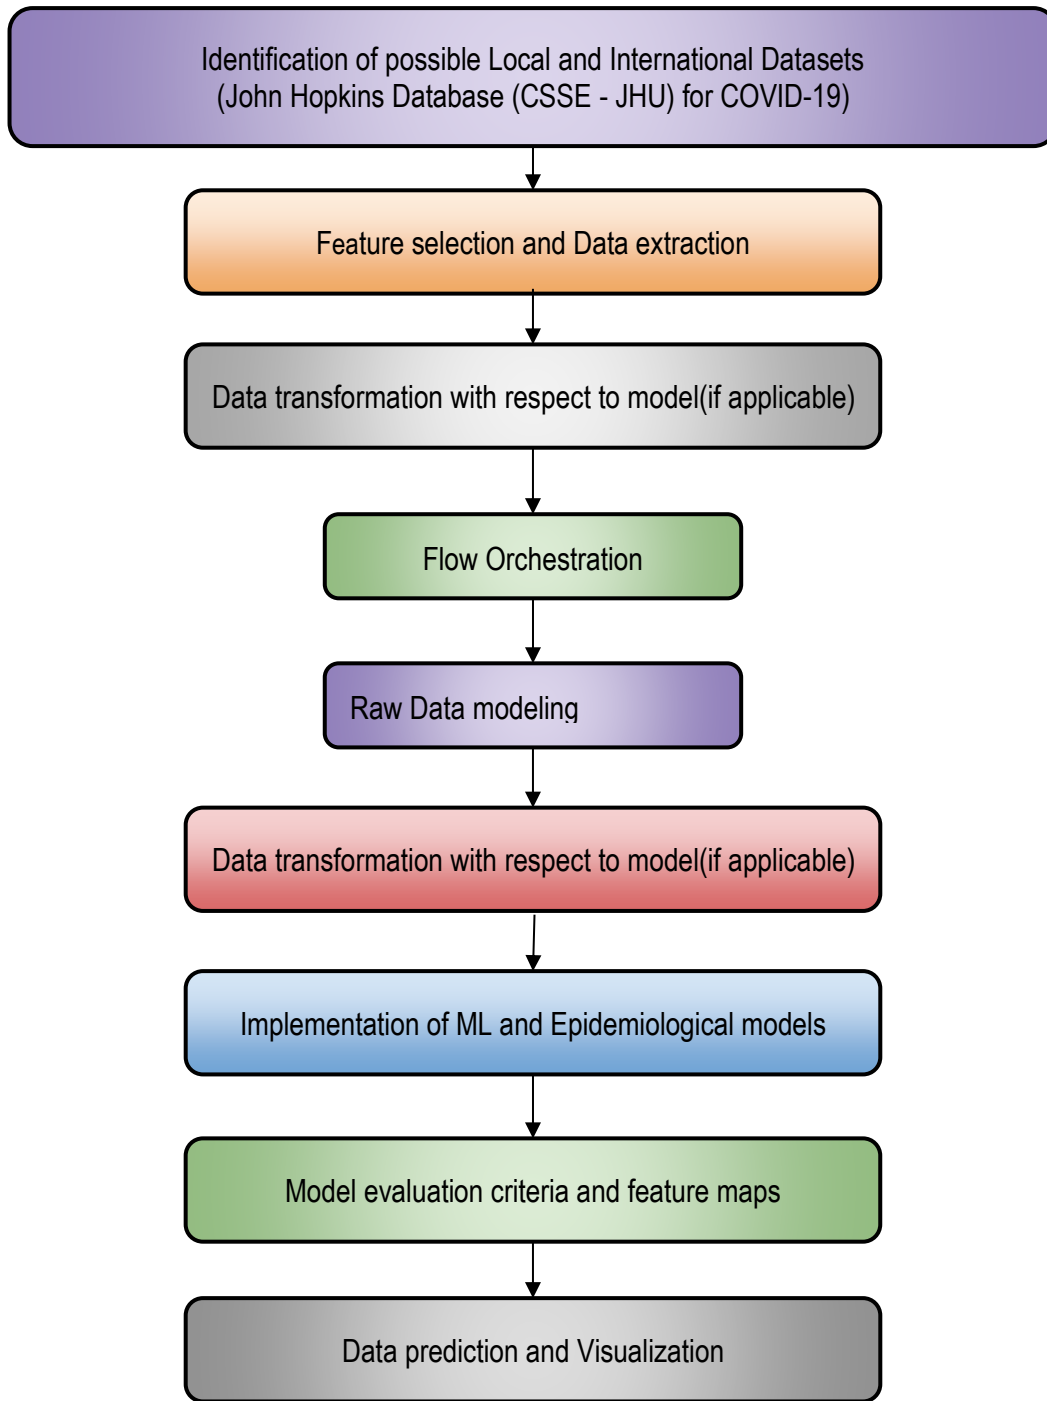 Identification of possible Local and International Datasets
(John Hopkins Database (CSSE - JHU) for COVID-19)
Feature selection and Data extraction
Data transformation with respect to model(if applicable)
Flow Orchestration
Raw Data modeling
Data transformation with respect to model(if applicable)
Implementation of ML and Epidemiological models
Model evaluation criteria and feature maps
Data prediction and Visualization